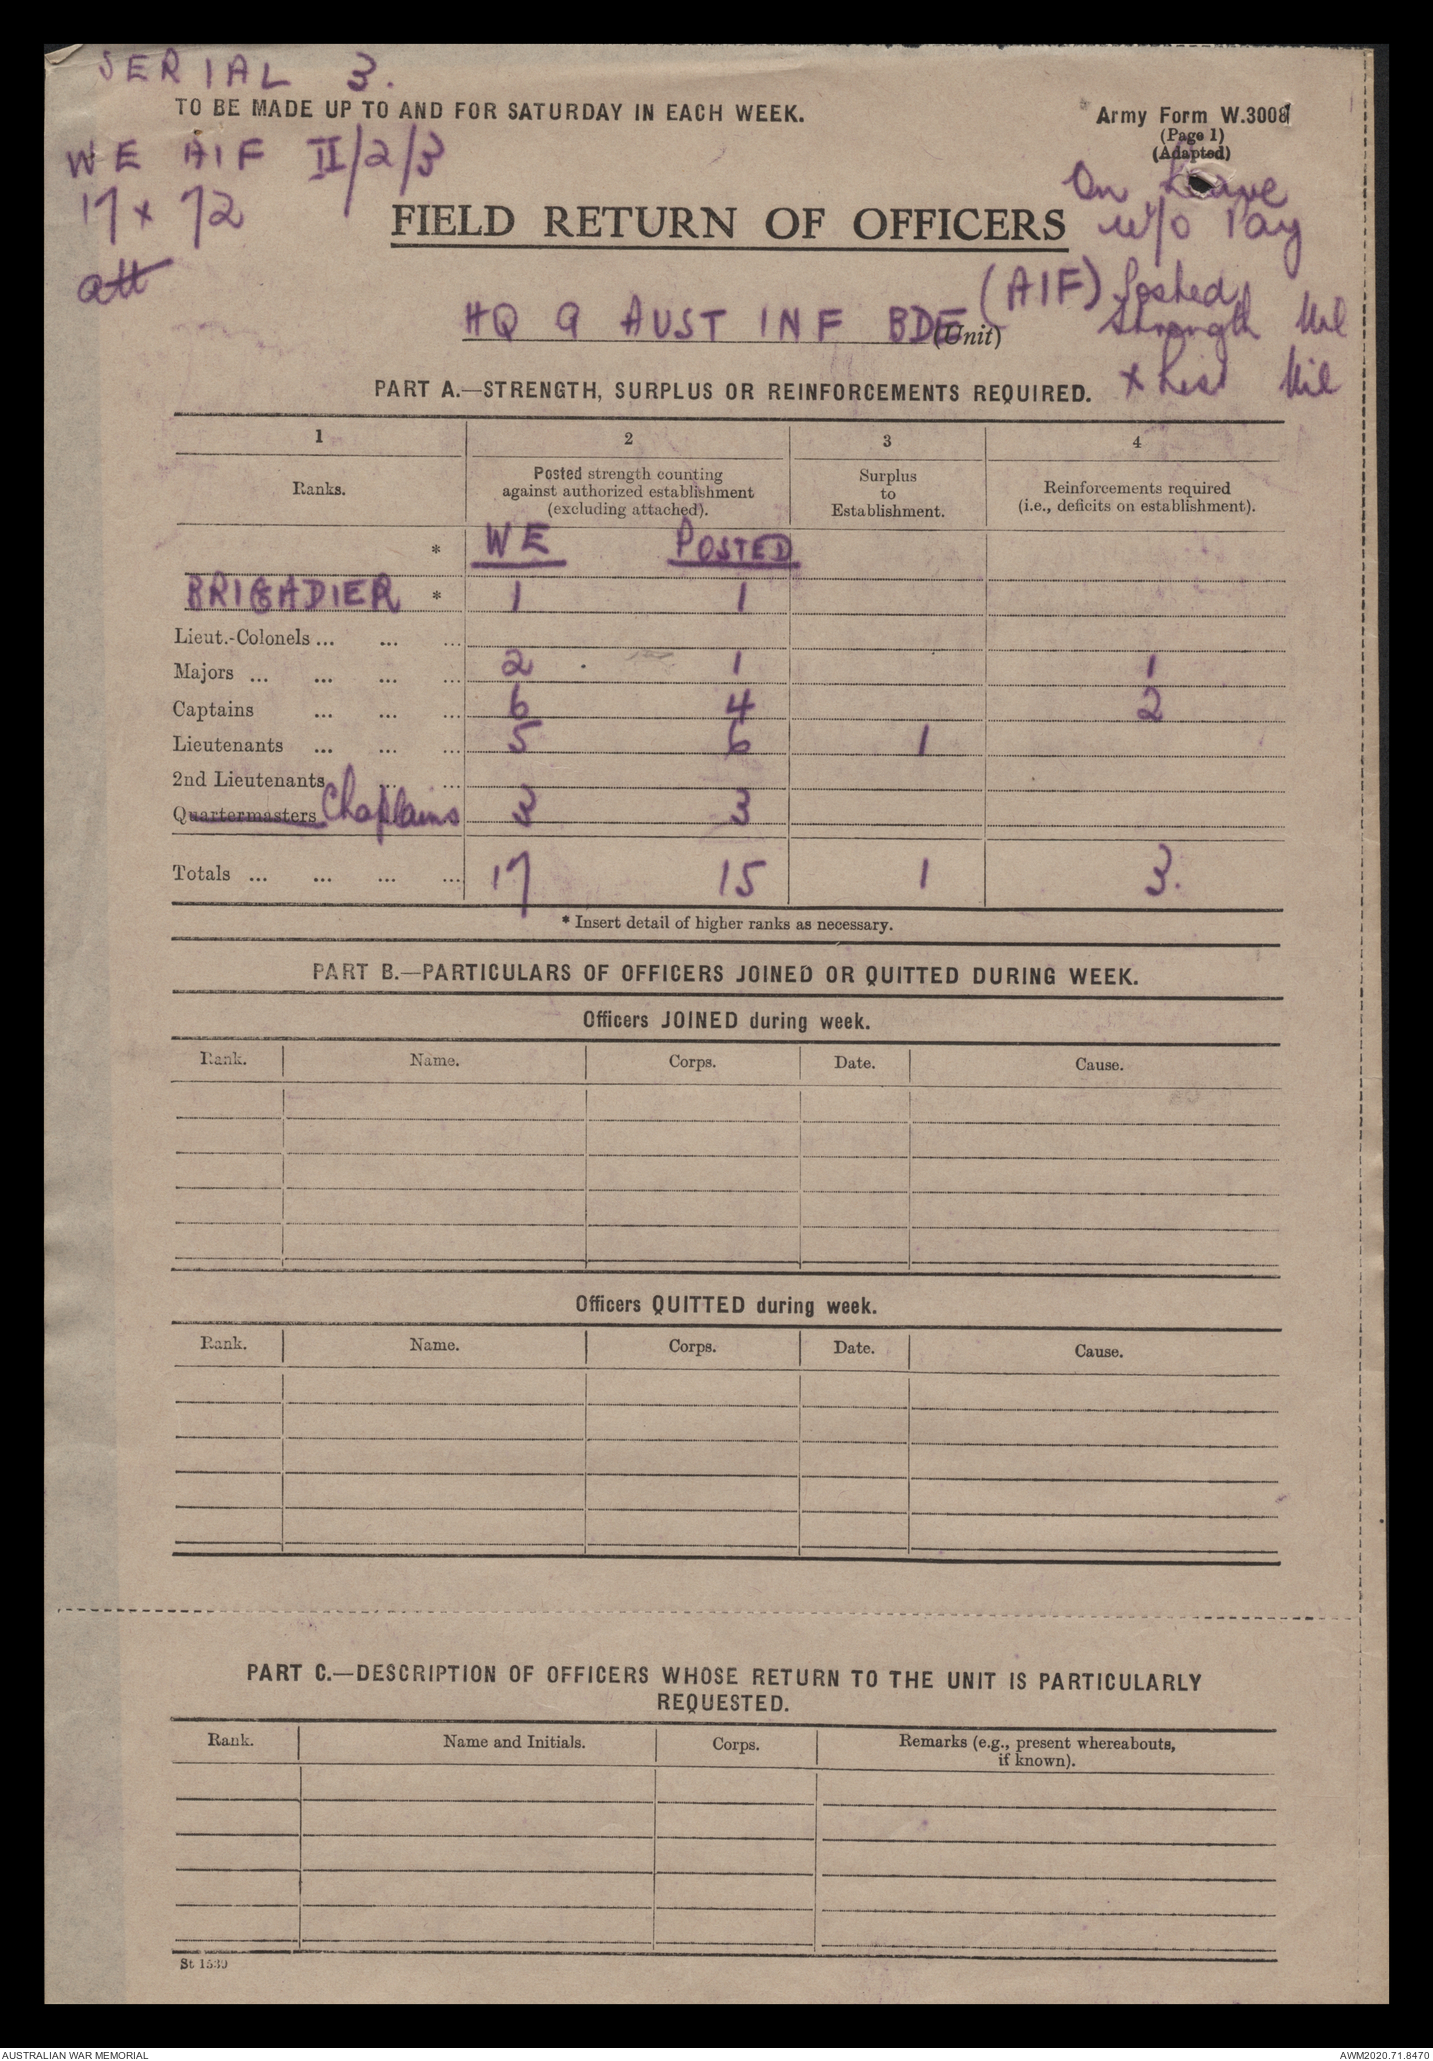 SERIAL 3.
TO BE MADE UP TO AND FOR SATURDAY IN EACH WEEK.
Army Form W.3008
(Page 1)
(Adapted)
WE AIF II/2/3
17 x 72
att
On Leave
w/o Pay
FIELD RETURN OF OFFICERS
HQ 9 AUST INF BDE (AIF)
(Unit)
Posted
Strength Nil
x List Nil
PART A.—STRENGTH, SURPLUS OR REINFORCEMENTS REQUIRED.
1 2 3 4
Ranks. Posted strength counting against authorized establishment (excluding attached). Surplus to Establishment. Reinforcements required (i.e., deficits on establishment).
* WE POSTED
BRIGADIER * 1 1
Lieut.-Colonels ... ... ...
Majors ... ... ... ... 2 1 1
Captains ... ... ... 6 4 2
Lieutenants ... ... ... 5 6 1
2nd Lieutenants ... ...
Quartermasters Chaplains 3 3
Totals ... ... ... ... 17 15 1 3.
* Insert detail of higher ranks as necessary.
PART B.—PARTICULARS OF OFFICERS JOINED OR QUITTED DURING WEEK.
Officers JOINED during week.
Rank. Name. Corps. Date. Cause.
Officers QUITTED during week.
Rank. Name. Corps. Date. Cause.
PART C.—DESCRIPTION OF OFFICERS WHOSE RETURN TO THE UNIT IS PARTICULARLY
REQUESTED.
Rank. Name and Initials. Corps. Remarks (e.g., present whereabouts, if known).
St 1539
AUSTRALIAN WAR MEMORIAL
AWM2020.71.8470